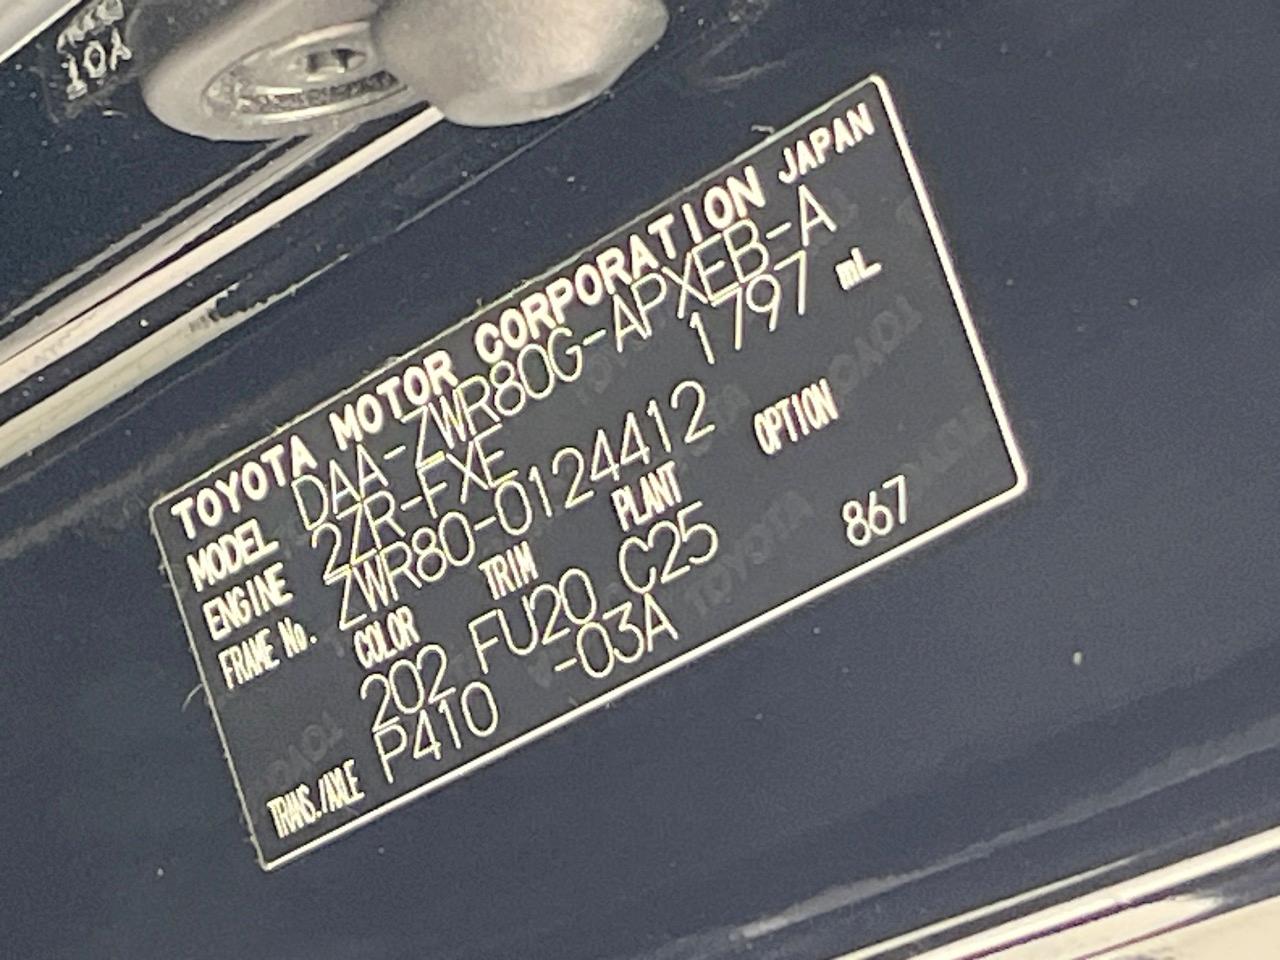 10A
TOYOTA MOTOR CORPORATION JAPAN
MODEL DAA-ZWR80G-APXEB-A
ENGINE 2ZR-FXE 1797 mL
FRAME No. ZWR80-0124412
COLOR TRIM PLANT OPTION
202 FU20 C25 867
TRANS./AXLE P410 -03A